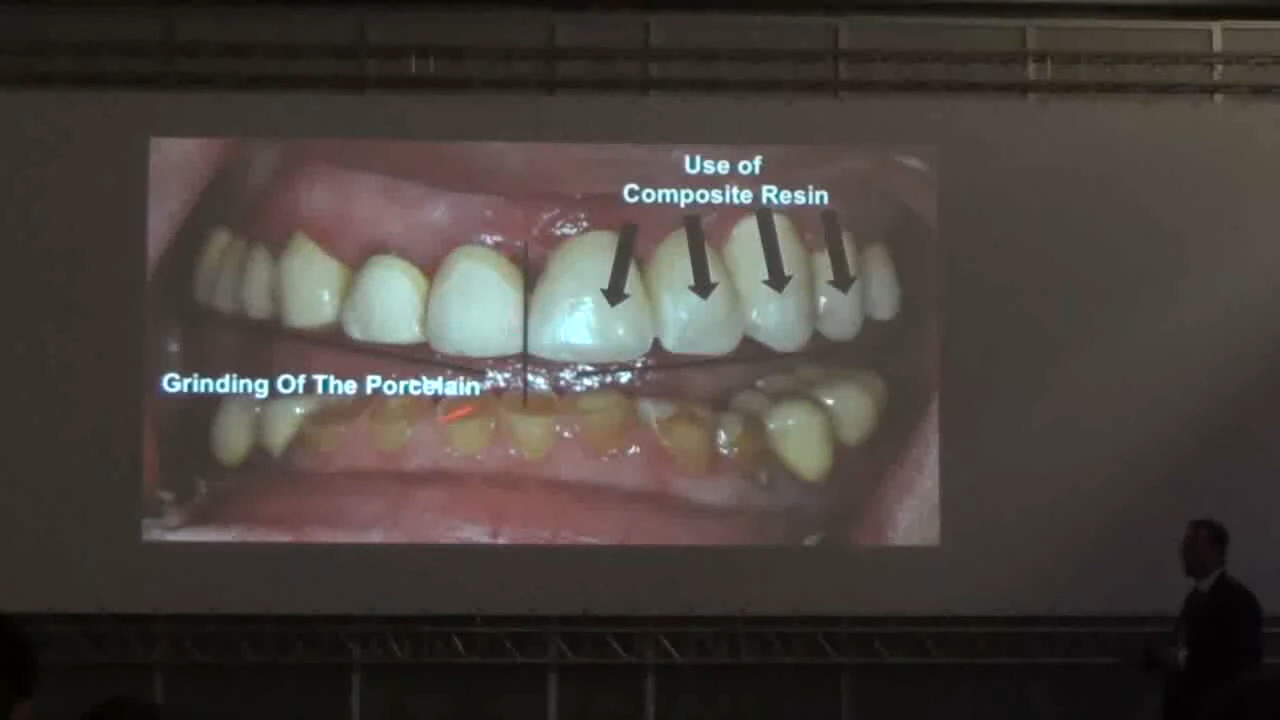 Use of
Composite Resin
Grinding Of The Porcelain